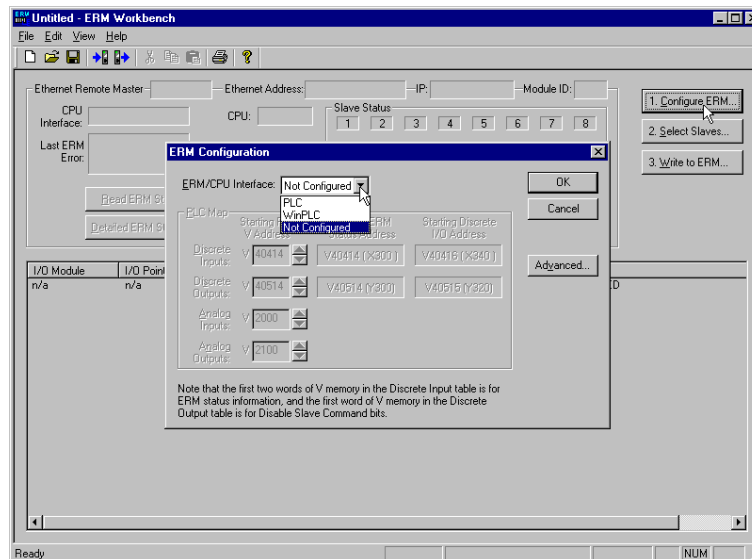 Untitled - ERM Workbench
File Edit View Help
Ethernet Remote Master Ethernet Address: IP: Module ID:
CPU Interface:
CPU:
Slave Status
1 2 3 4 5 6 7 8
Last ERM Error:
Read ERM St
Detailed ERM S
1. Configure ERM...
2. Select Slaves...
3. Write to ERM...
I/O Module I/O Point
n/a n/a
ERM Configuration
ERM/CPU Interface: Not Configured
PLC
WinPLC
Not Configured
OK
Cancel
Advanced...
PLC Map
Starting
V Address
ERM
Status Address
Starting Discrete
I/O Address
Discrete Inputs: V 40414 V40414 (X300) V40416 (X340)
Discrete Outputs: V 40514 V40514 (Y300) V40515 (Y320)
Analog Inputs: V 2000
Analog Outputs: V 2100
Note that the first two words of V memory in the Discrete Input table is for
ERM status information, and the first word of V memory in the Discrete
Output table is for Disable Slave Command bits.
Ready NUM